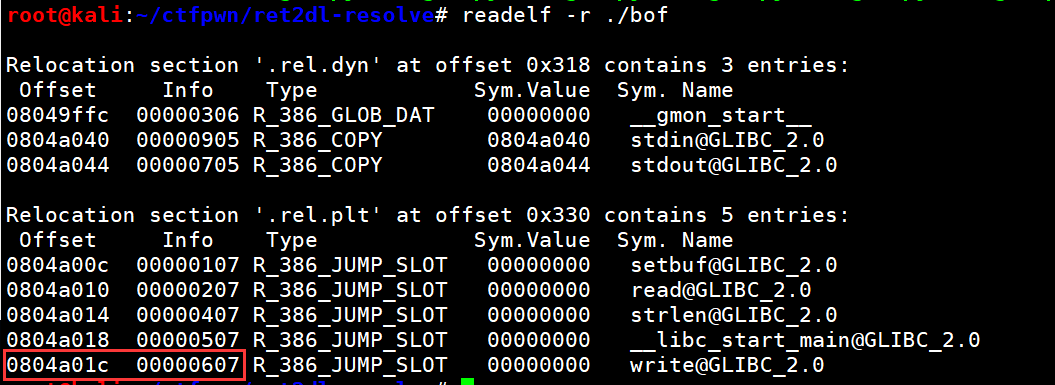 root@kali:~/ctfpwn/ret2dl-resolve# readelf -r ./bof
Relocation section '.rel.dyn' at offset 0x318 contains 3 entries:
 Offset     Info    Type            Sym.Value  Sym. Name
08049ffc  00000306 R_386_GLOB_DAT    00000000   __gmon_start__
0804a040  00000905 R_386_COPY        0804a040   stdin@GLIBC_2.0
0804a044  00000705 R_386_COPY        0804a044   stdout@GLIBC_2.0
Relocation section '.rel.plt' at offset 0x330 contains 5 entries:
 Offset     Info    Type            Sym.Value  Sym. Name
0804a00c  00000107 R_386_JUMP_SLOT   00000000   setbuf@GLIBC_2.0
0804a010  00000207 R_386_JUMP_SLOT   00000000   read@GLIBC_2.0
0804a014  00000407 R_386_JUMP_SLOT   00000000   strlen@GLIBC_2.0
0804a018  00000507 R_386_JUMP_SLOT   00000000   __libc_start_main@GLIBC_2.0
0804a01c  00000607 R_386_JUMP_SLOT   00000000   write@GLIBC_2.0